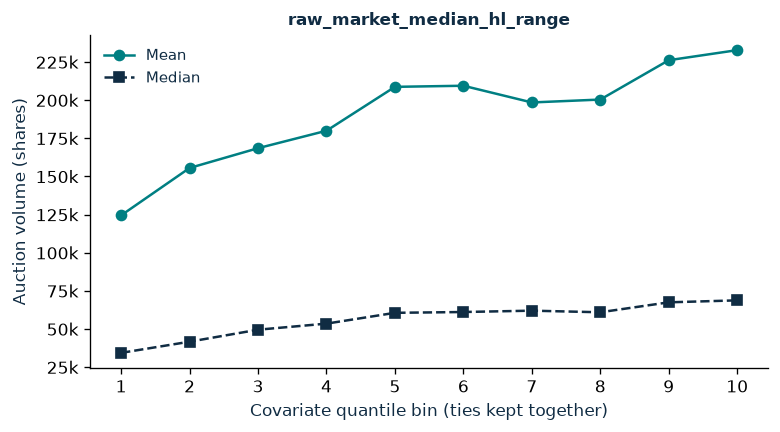 raw_market_median_hl_range
Mean
Median
Auction volume (shares)
225k
200k
175k
150k
125k
100k
75k
50k
25k
1 2 3 4 5 6 7 8 9 10
Covariate quantile bin (ties kept together)